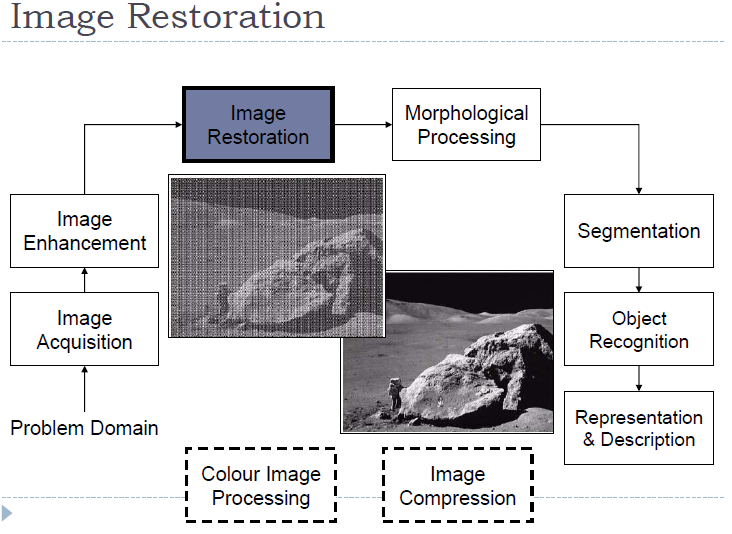 Image Restoration
Image
Restoration
Morphological
Processing
Image
Enhancement
Segmentation
Image
Acquisition
Object
Recognition
Problem Domain
Representation
& Description
Colour Image
Processing
Image
Compression